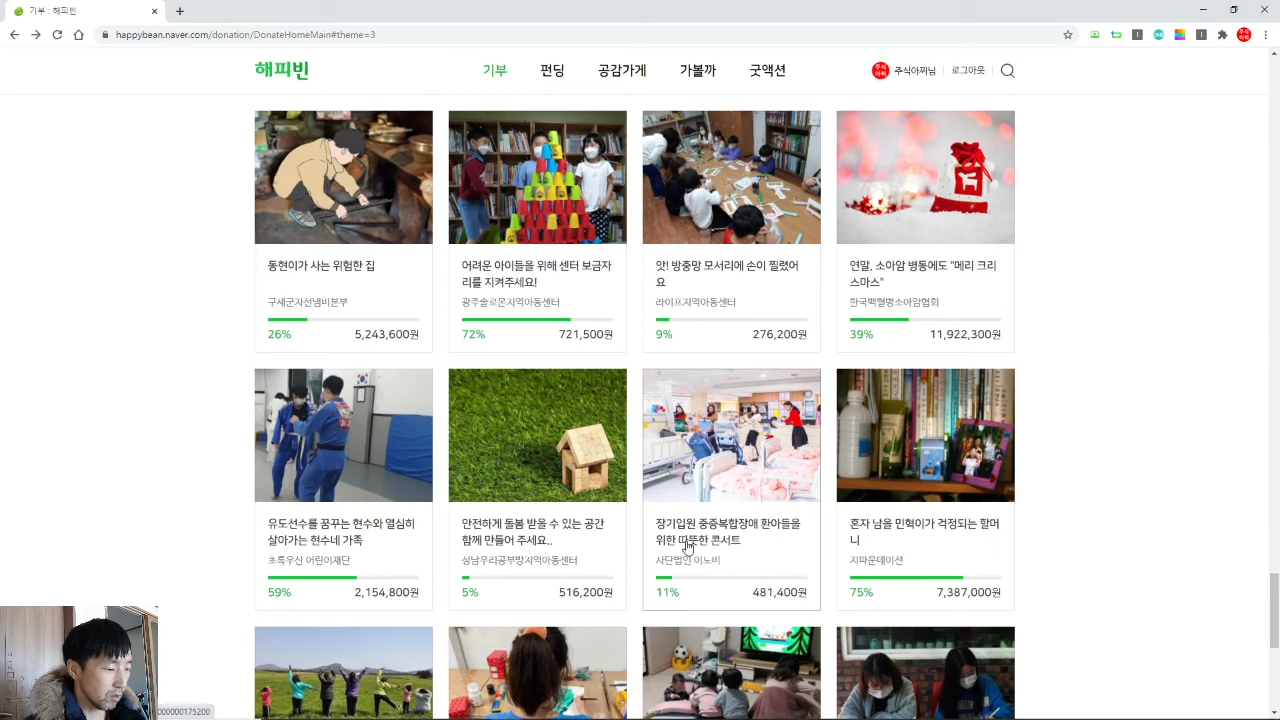 기부 : 해피빈
happybean.naver.com/donation/DonateHomeMain#theme=3
해피빈
기부
펀딩
공감가게
가볼까
굿액션
주식아찌님
로그아웃
동현이가 사는 위험한 집
구세군자선냄비본부
26%
5,243,600원
어려운 아이들을 위해 센터 보금자
리를 지켜주세요!
광주솔로몬지역아동센터
72%
721,500원
앗! 방충망 모서리에 손이 찔렸어
요
라이프지역아동센터
9%
276,200원
연말, 소아암 병동에도 "메리 크리
스마스"
한국백혈병소아암협회
39%
11,922,300원
유도선수를 꿈꾸는 현수와 열심히
살아가는 현수네 가족
초록우산 어린이재단
59%
2,154,800원
안전하게 돌봄 받을 수 있는 공간
함께 만들어 주세요..
성남우리공부방지역아동센터
5%
516,200원
장기입원 중증복합장애 환아들을
위한 따뜻한 콘서트
사단법인 이노비
11%
481,400원
혼자 남을 민혁이가 걱정되는 할머
니
지파운데이션
75%
7,387,000원
000000175200